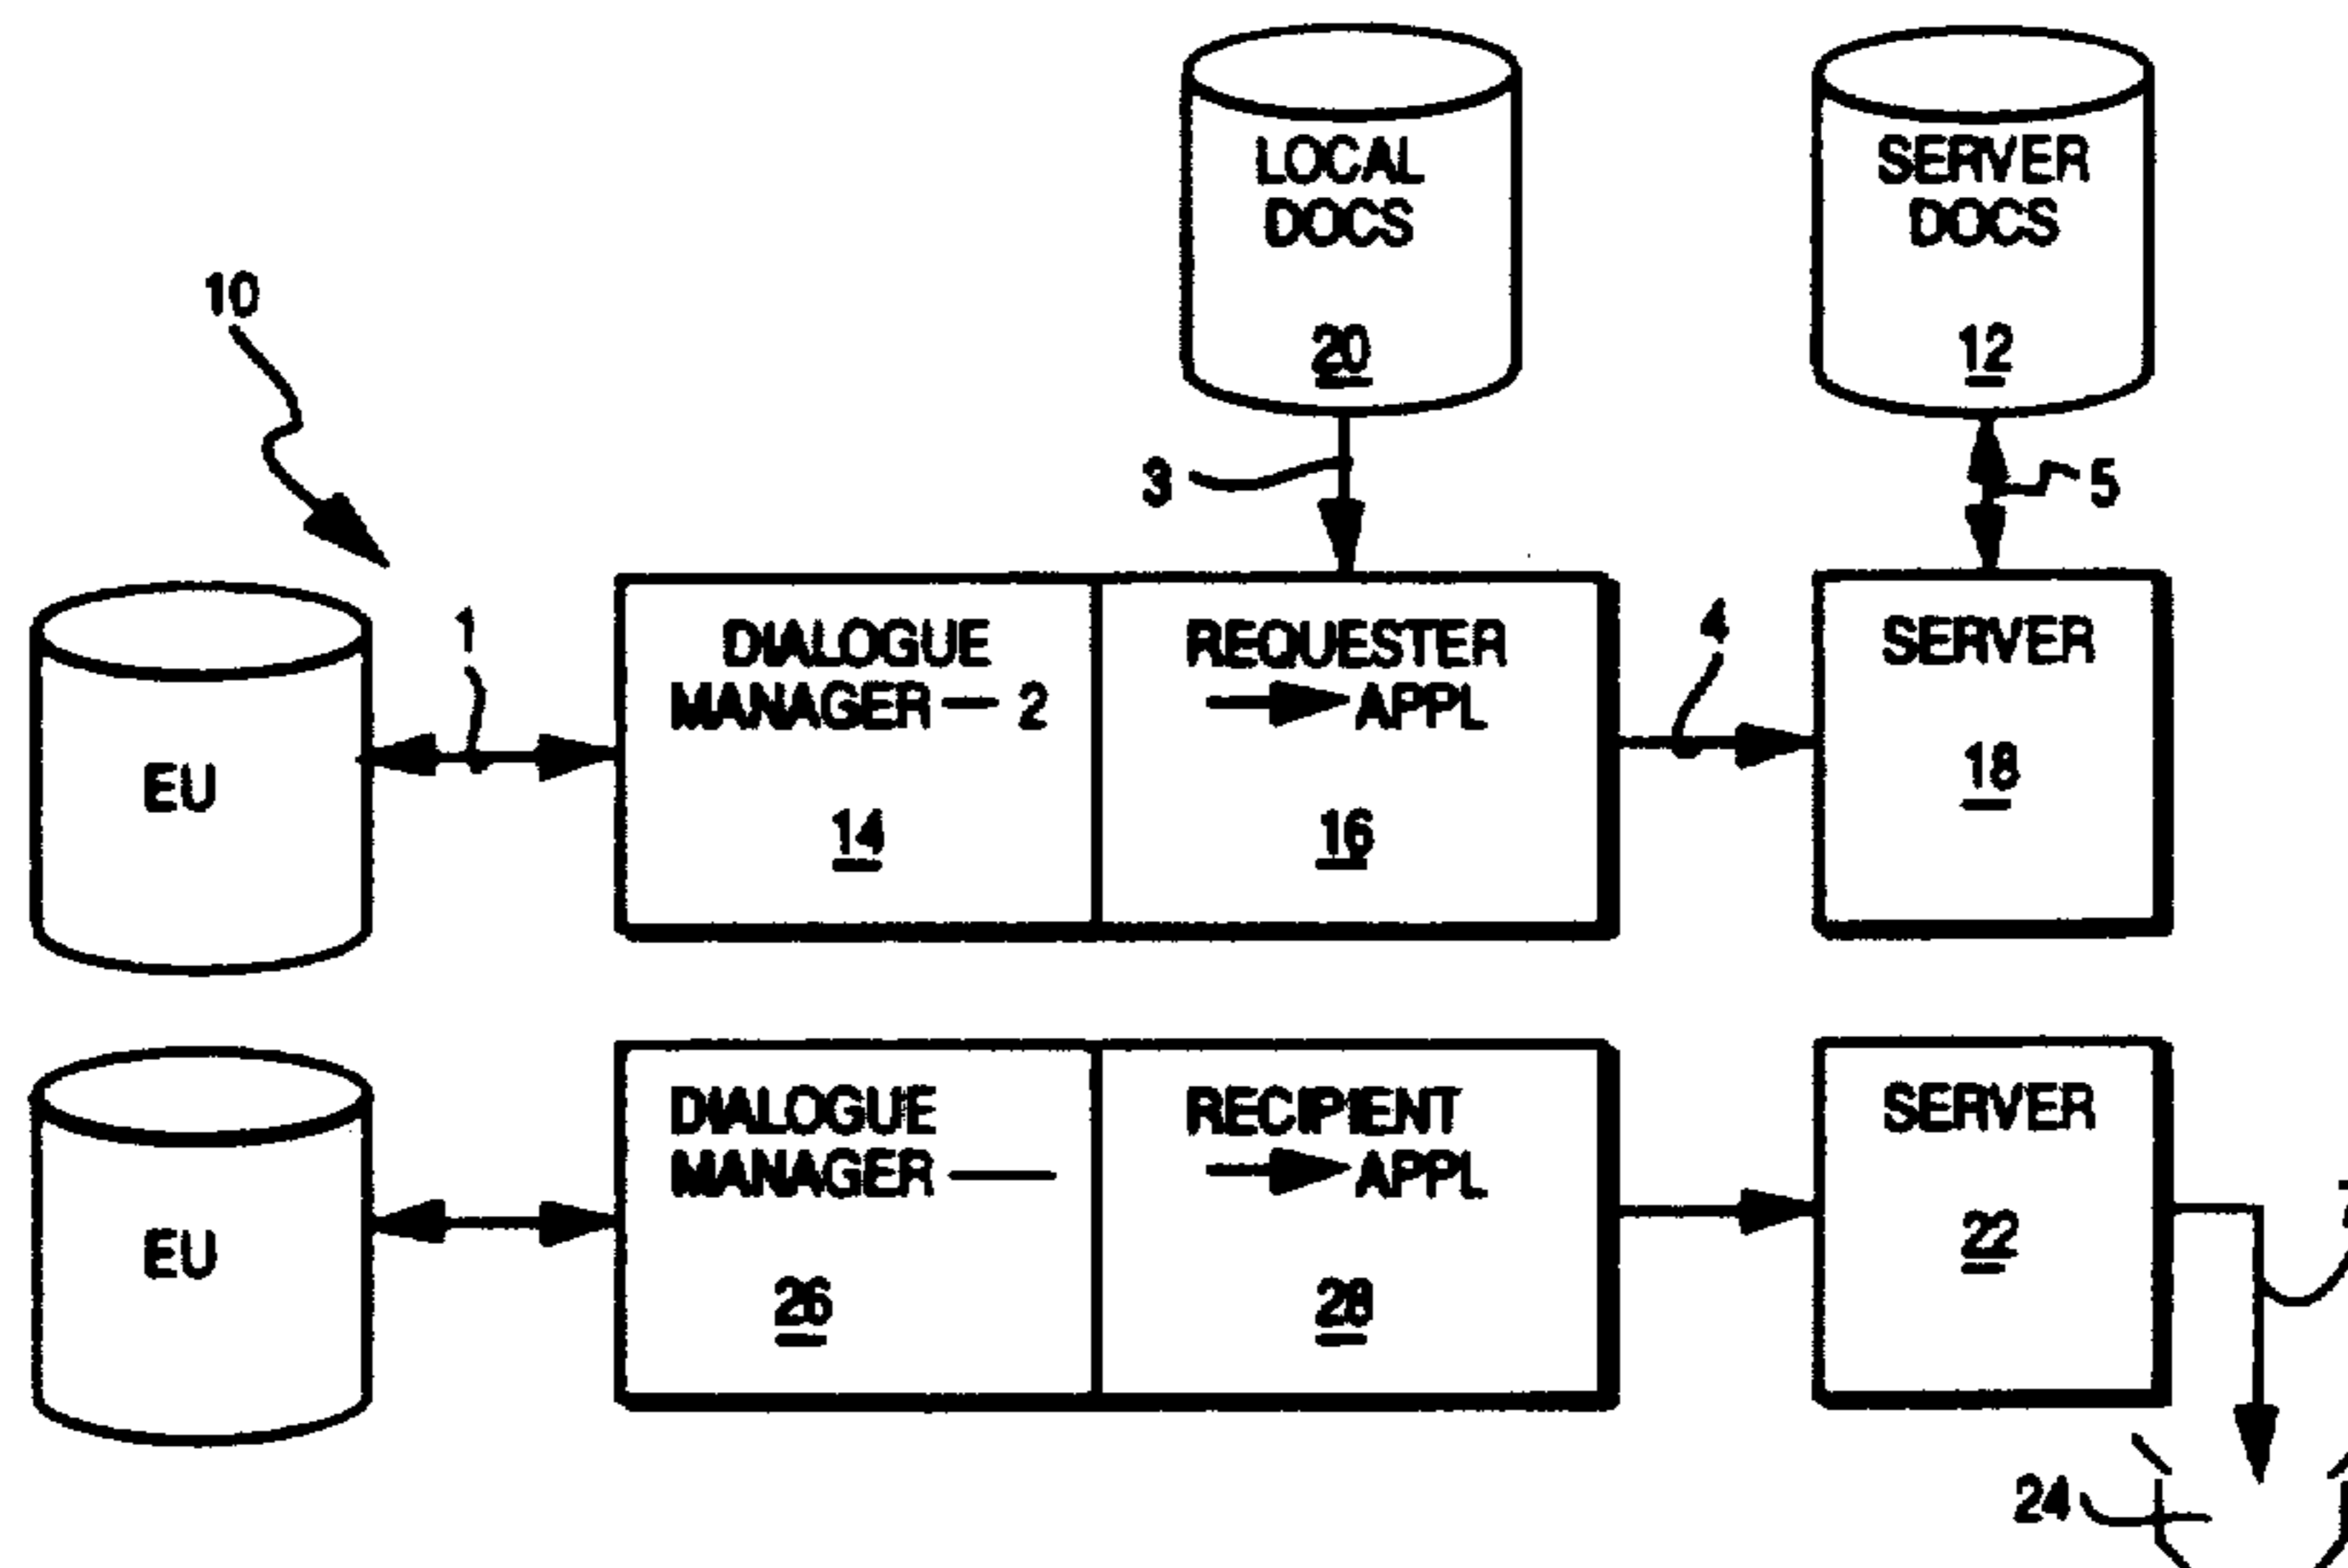 LOCAL
DOCS
20
SERVER
DOCS
12
10
3
5
1
4
EU
DIALOGUE
MANAGER — 2
14
REQUESTER
APPL
16
SERVER
18
EU
DIALOGUE
MANAGER —
26
RECIPIENT
APPL
28
SERVER
22
24